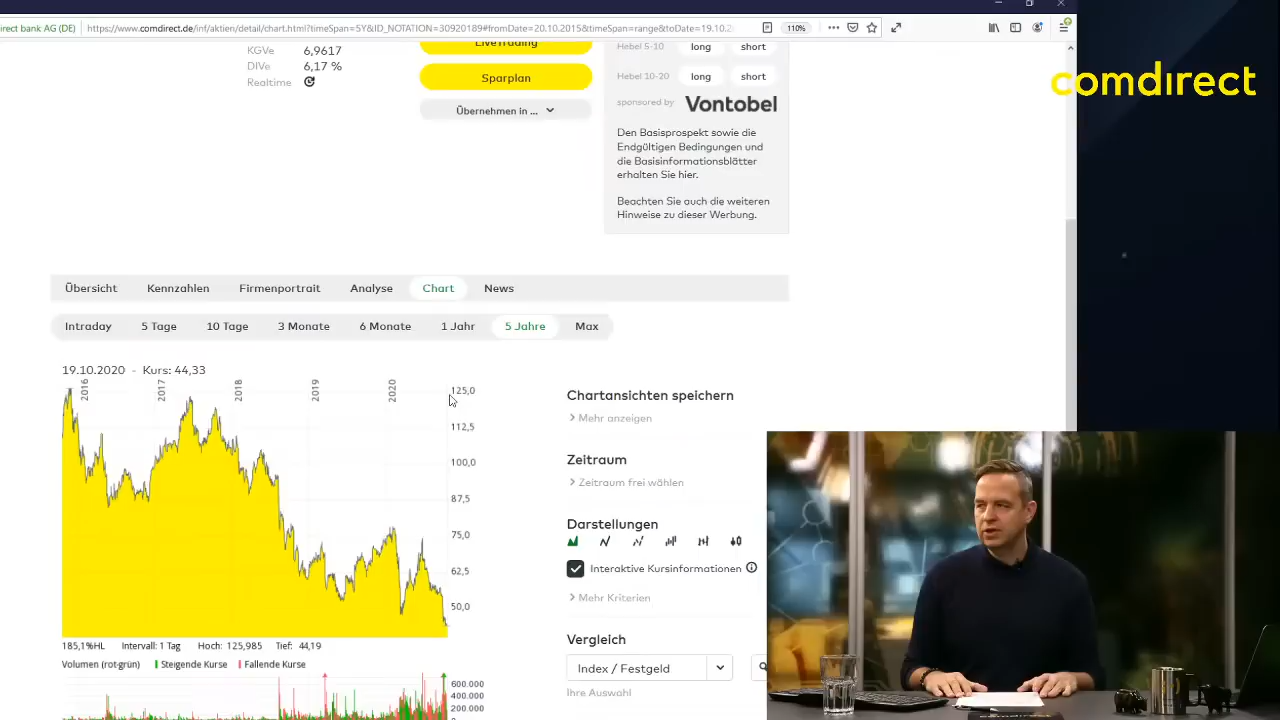 direct bank AG (DE)
https://www.comdirect.de/inf/aktien/detail/chart.html?timeSpan=5Y&ID_NOTATION=30920189#fromDate=20.10.2015&timeSpan=range&toDate=19.10.2
110%
comdirect
KGVe 6,9617
DIVe 6,17 %
Realtime
LiveTrading
Sparplan
Übernehmen in ...
Hebel 5-10 long short
Hebel 10-20 long short
sponsored by Vontobel
Den Basisprospekt sowie die
Endgültigen Bedingungen und
die Basisinformationsblätter
erhalten Sie hier.
Beachten Sie auch die weiteren
Hinweise zu dieser Werbung.
Übersicht Kennzahlen Firmenportrait Analyse Chart News
Intraday 5 Tage 10 Tage 3 Monate 6 Monate 1 Jahr 5 Jahre Max
19.10.2020 - Kurs: 44,33
2016 2017 2018 2019 2020
125,0
112,5
100,0
87,5
75,0
62,5
50,0
185,1%HL Intervall: 1 Tag Hoch: 125,985 Tief: 44,19
Volumen (rot-grün) Steigende Kurse Fallende Kurse
600.000
400.000
200.000
Chartansichten speichern
Mehr anzeigen
Zeitraum
Zeitraum frei wählen
Darstellungen
Interaktive Kursinformationen
Mehr Kriterien
Vergleich
Index / Festgeld
Ihre Auswahl
comdirect